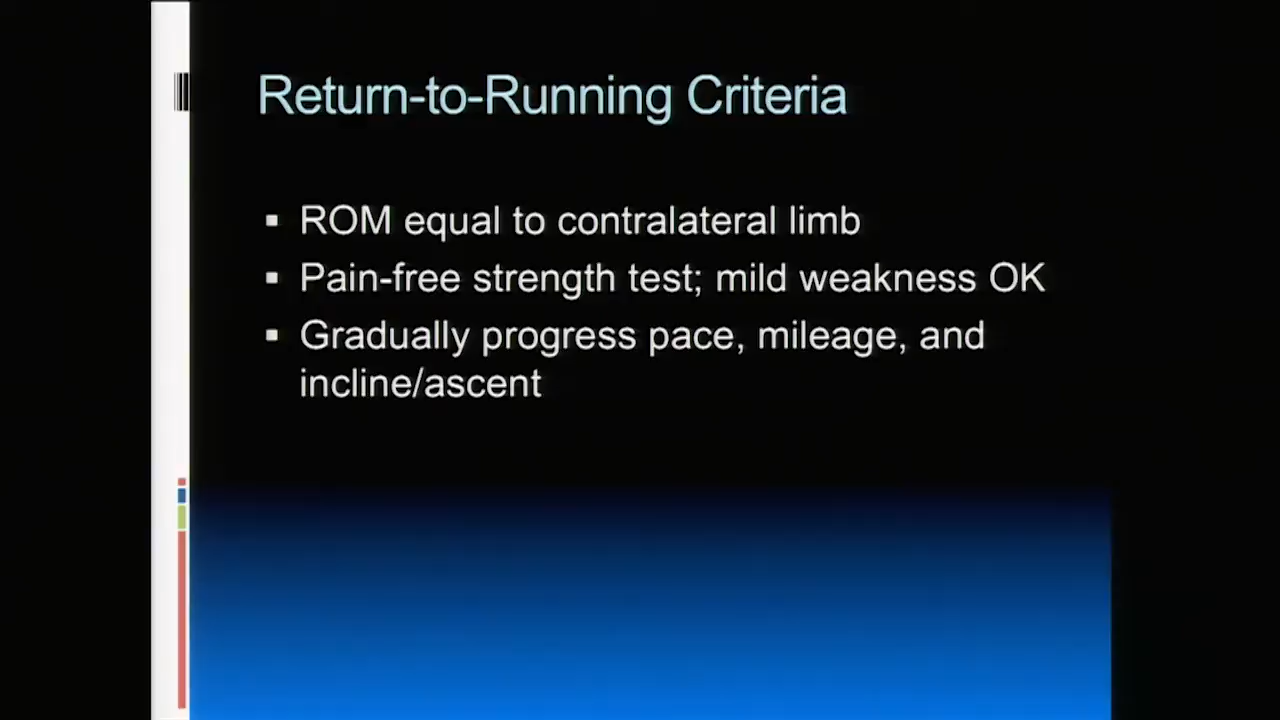 Return-to-Running Criteria
▪ ROM equal to contralateral limb
▪ Pain-free strength test; mild weakness OK
▪ Gradually progress pace, mileage, and
incline/ascent